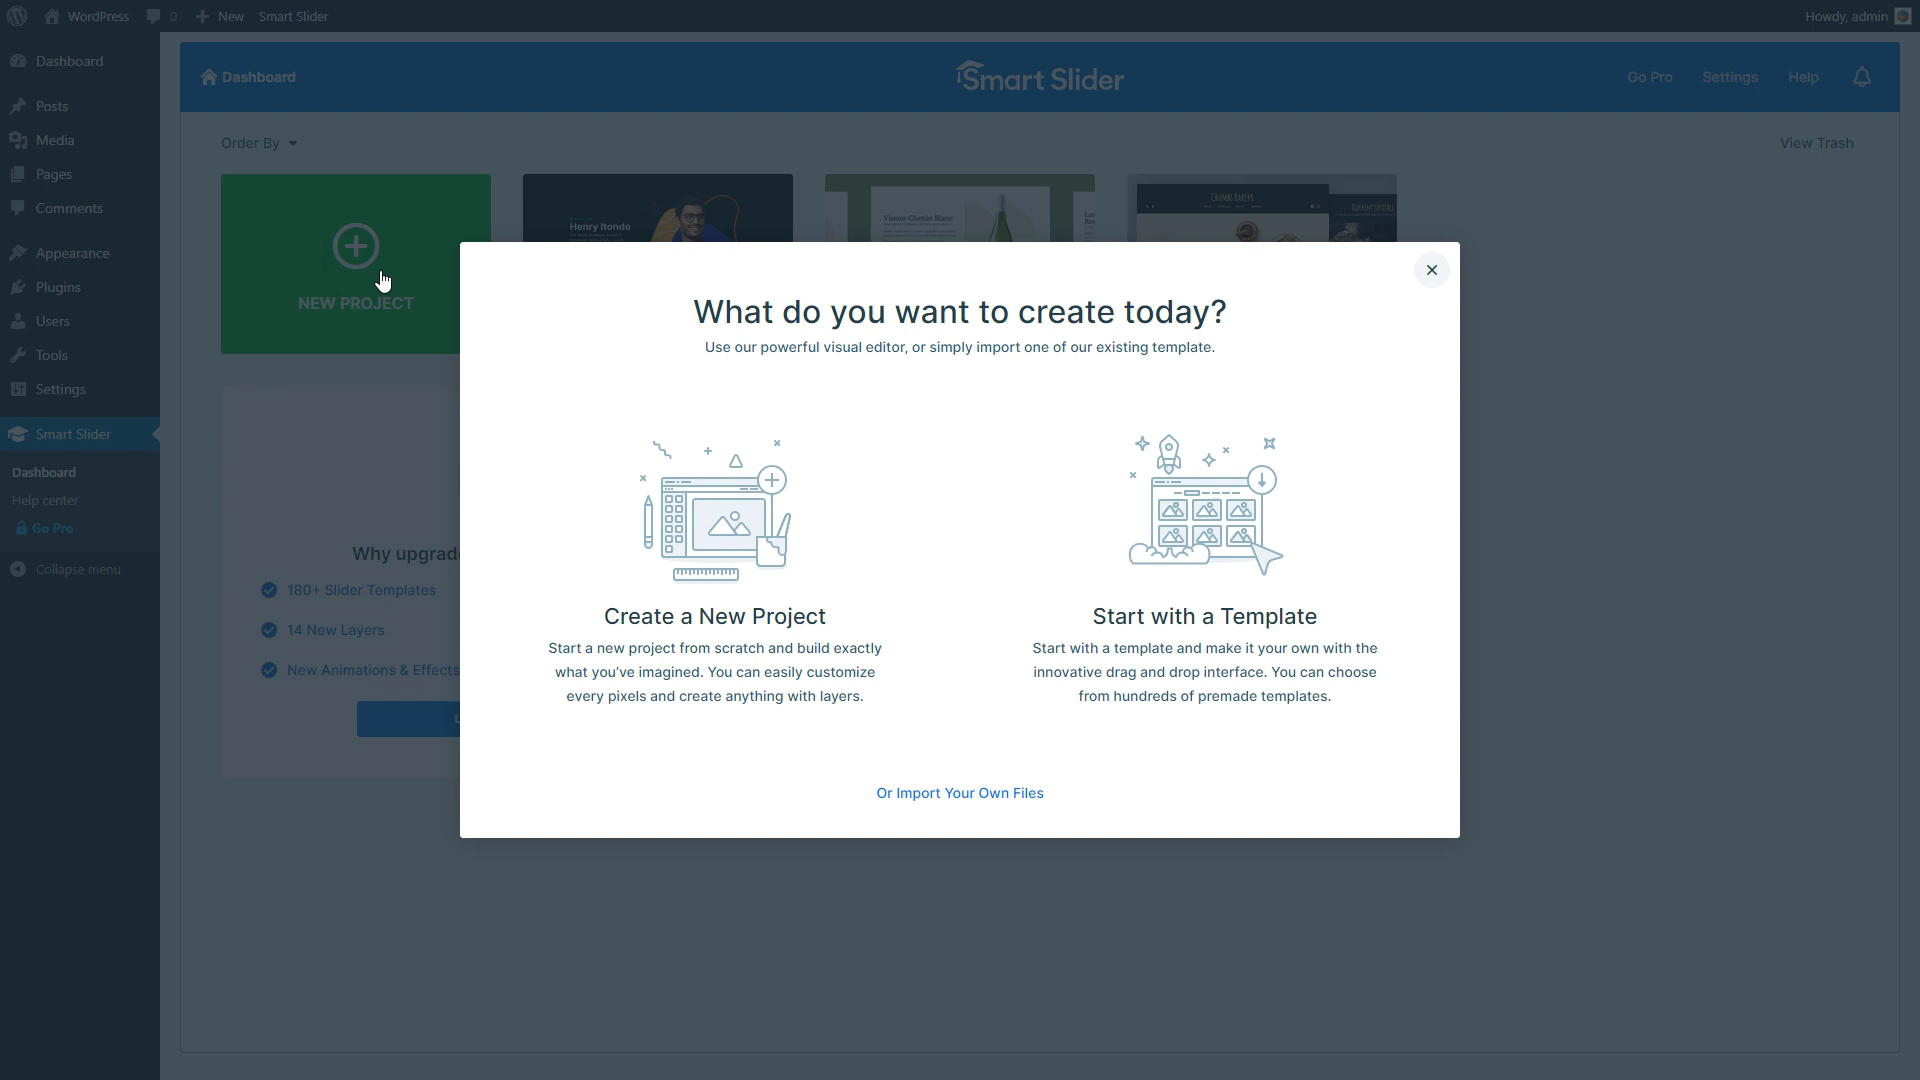 WordPress 0 New Smart Slider Howdy, admin
Dashboard
Posts
Media
Pages
Comments
Appearance
Plugins
Users
Tools
Settings
Smart Slider
Dashboard
Help center
Go Pro
Collapse menu
Dashboard Smart Slider Go Pro Settings Help
Order By View Trash
NEW PROJECT
Henry Itondo
Crumbs Bakery
Current Specials
Why upgrade
180+ Slider Templates
14 New Layers
New Animations & Effects
What do you want to create today?
Use our powerful visual editor, or simply import one of our existing template.
Create a New Project
Start a new project from scratch and build exactly
what you've imagined. You can easily customize
every pixels and create anything with layers.
Start with a Template
Start with a template and make it your own with the
innovative drag and drop interface. You can choose
from hundreds of premade templates.
Or Import Your Own Files